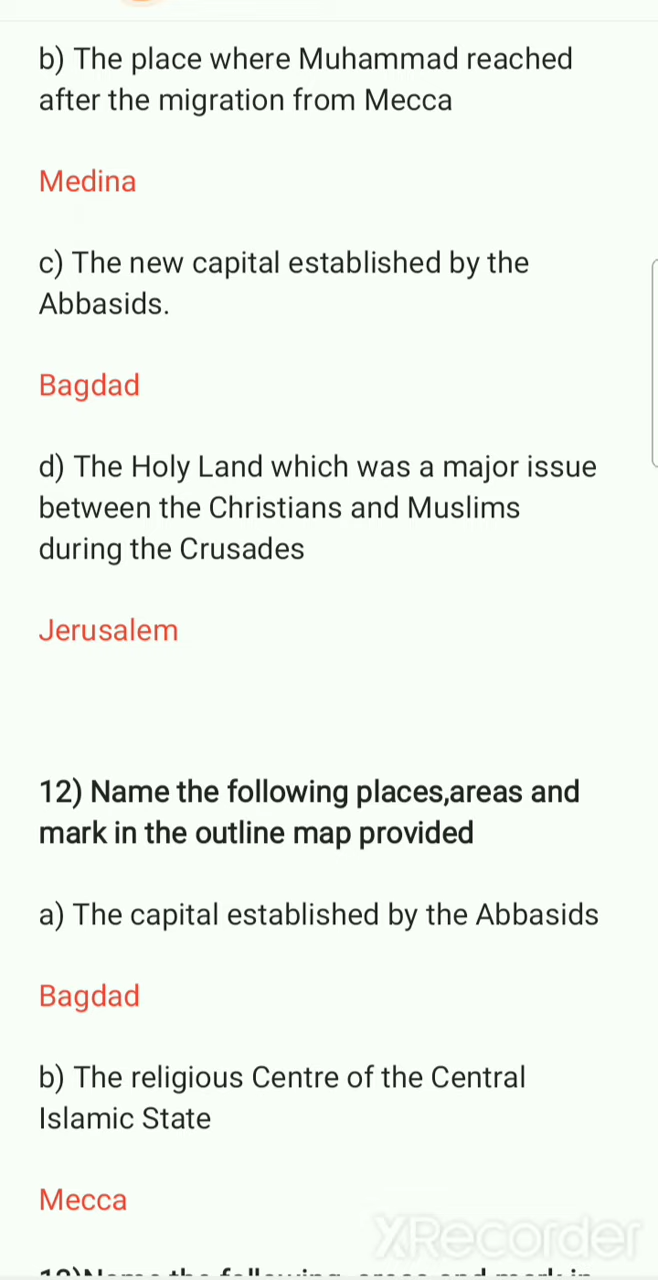 b) The place where Muhammad reached
after the migration from Mecca
Medina
c) The new capital established by the
Abbasids.
Bagdad
d) The Holy Land which was a major issue
between the Christians and Muslims
during the Crusades
Jerusalem
12) Name the following places,areas and
mark in the outline map provided
a) The capital established by the Abbasids
Bagdad
b) The religious Centre of the Central
Islamic State
Mecca
XRecorder